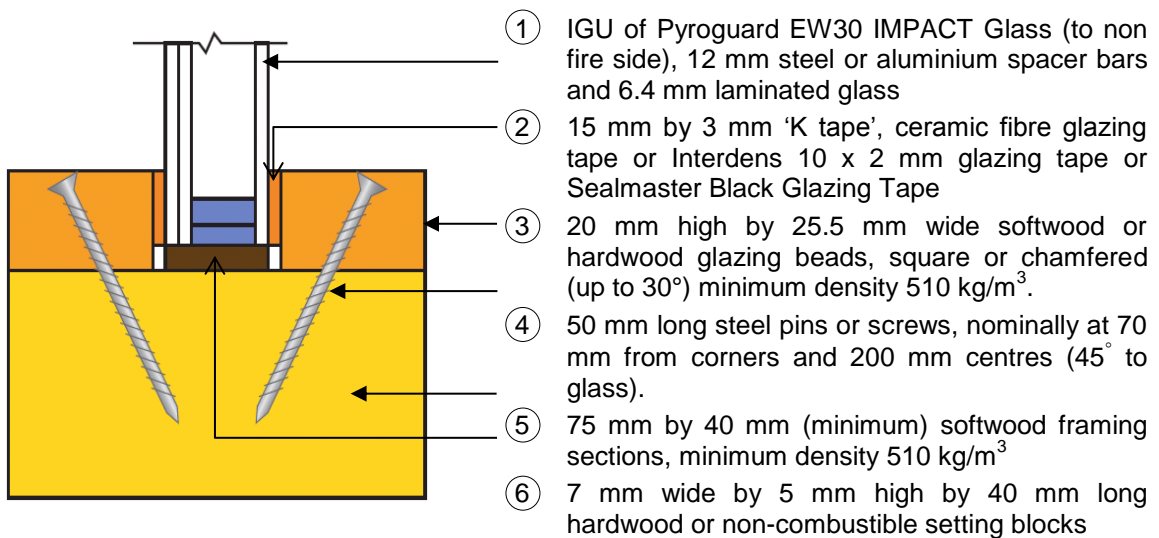 1 IGU of Pyroguard EW30 IMPACT Glass (to non
fire side), 12 mm steel or aluminium spacer bars
and 6.4 mm laminated glass
2 15 mm by 3 mm ‘K tape’, ceramic fibre glazing
tape or Interdens 10 x 2 mm glazing tape or
Sealmaster Black Glazing Tape
3 20 mm high by 25.5 mm wide softwood or
hardwood glazing beads, square or chamfered
(up to 30°) minimum density 510 kg/m³.
4 50 mm long steel pins or screws, nominally at 70
mm from corners and 200 mm centres (45° to
glass).
5 75 mm by 40 mm (minimum) softwood framing
sections, minimum density 510 kg/m³
6 7 mm wide by 5 mm high by 40 mm long
hardwood or non-combustible setting blocks